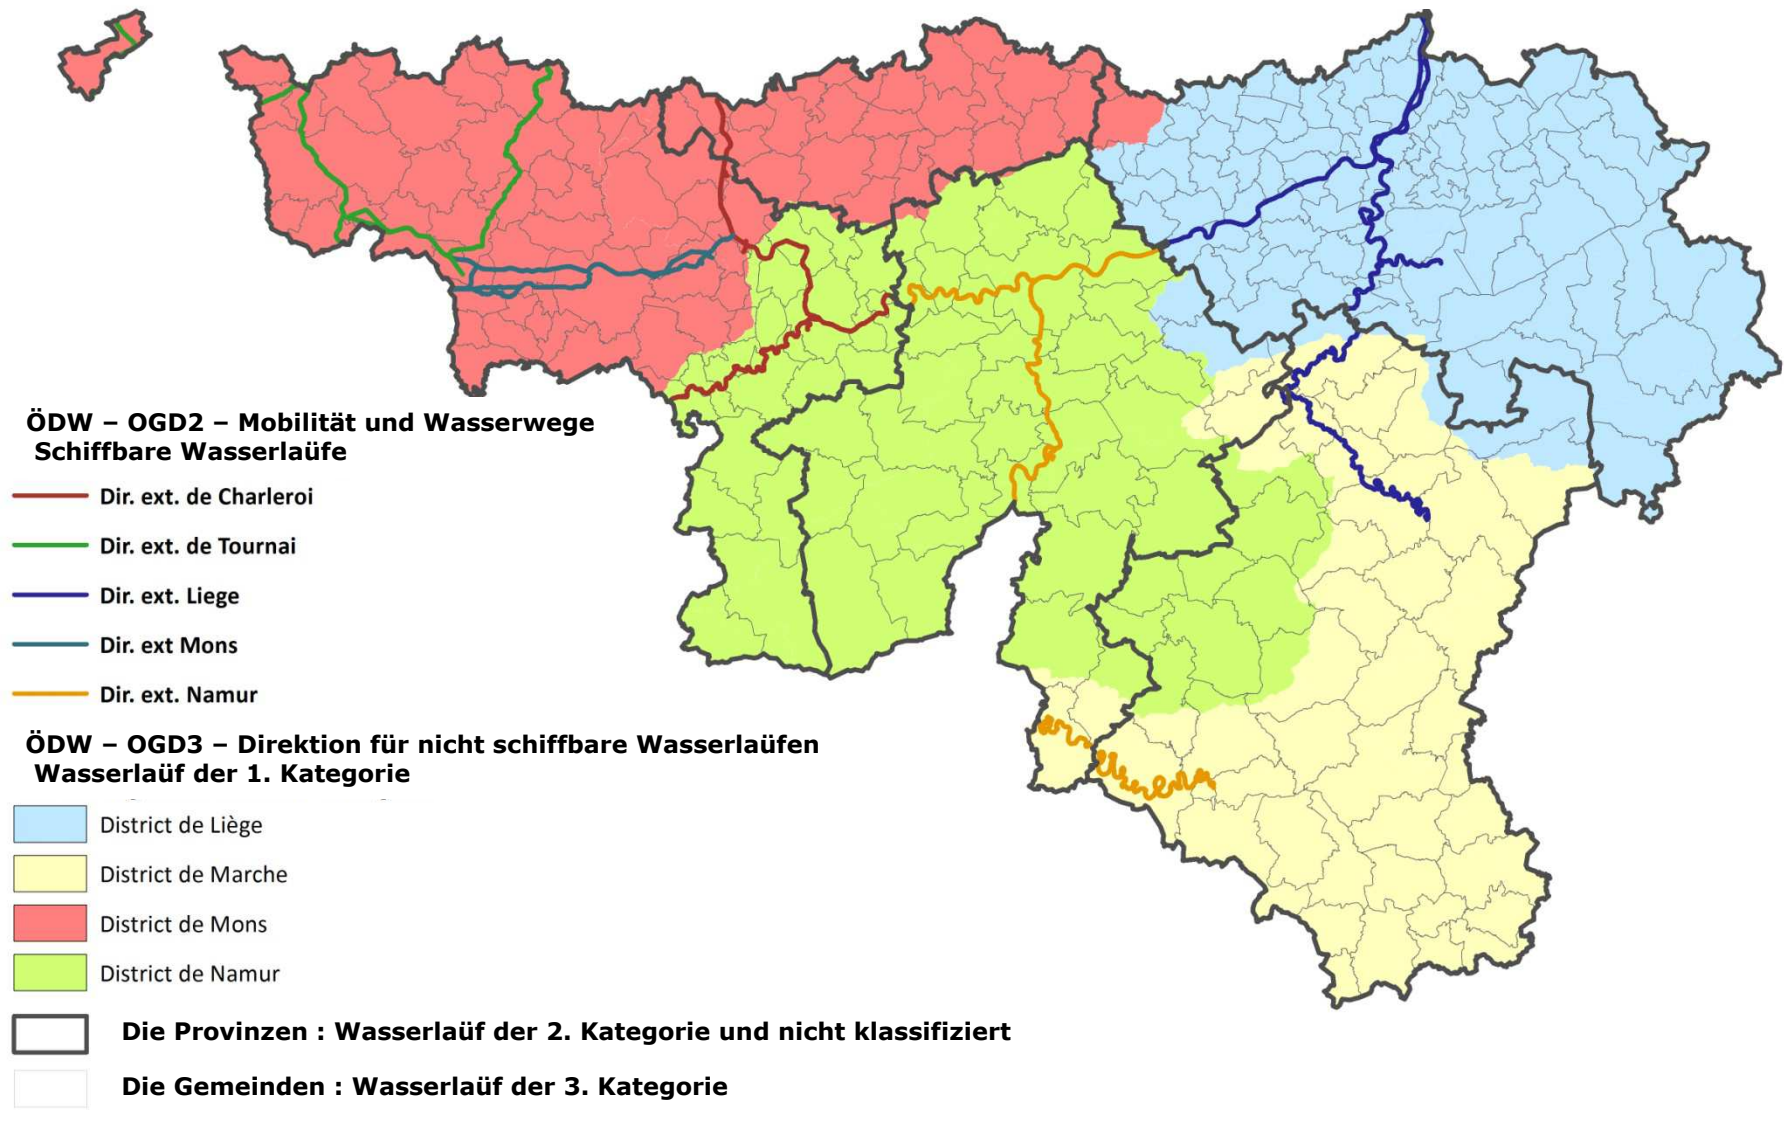 ÖDW – OGD2 – Mobilität und Wasserwege
Schiffbare Wasserlaüfe
Dir. ext. de Charleroi
Dir. ext. de Tournai
Dir. ext. Liege
Dir. ext Mons
Dir. ext. Namur
ÖDW – OGD3 – Direktion für nicht schiffbare Wasserlaüfen
Wasserlaüf der 1. Kategorie
District de Liège
District de Marche
District de Mons
District de Namur
Die Provinzen : Wasserlaüf der 2. Kategorie und nicht klassifiziert
Die Gemeinden : Wasserlaüf der 3. Kategorie